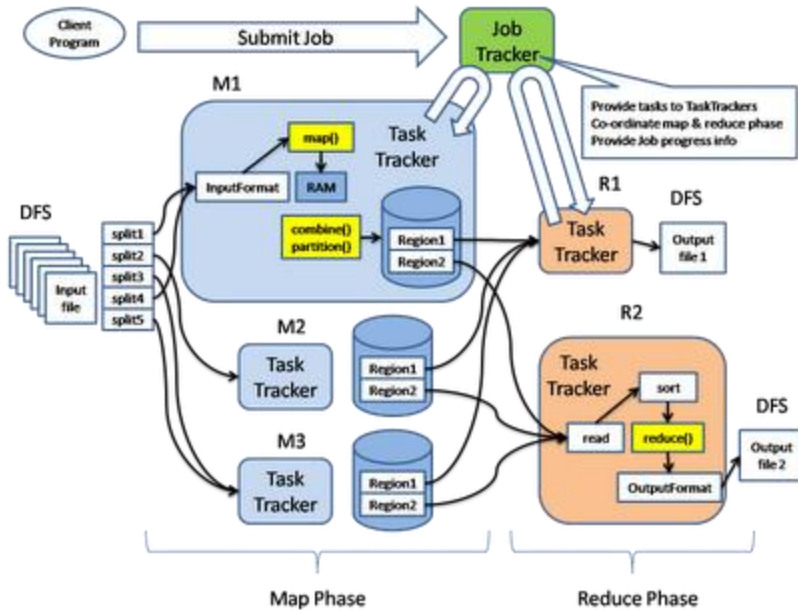 Client
Program
Submit Job
Job
Tracker
M1
Provide tasks to TaskTrackers
Co-ordinate map & reduce phase
Provide Job progress info
map()
Task
Tracker
InputFormat
RAM
R1
DFS
DFS
split1
split2
split3
split4
split5
Input
file
combine()
partition()
Region1
Region2
Task
Tracker
Output
file 1
M2
R2
Task
Tracker
Region1
Region2
Task
Tracker
sort
DFS
read
reduce()
Output
file 2
M3
Task
Tracker
Region1
Region2
OutputFormat
Map Phase
Reduce Phase